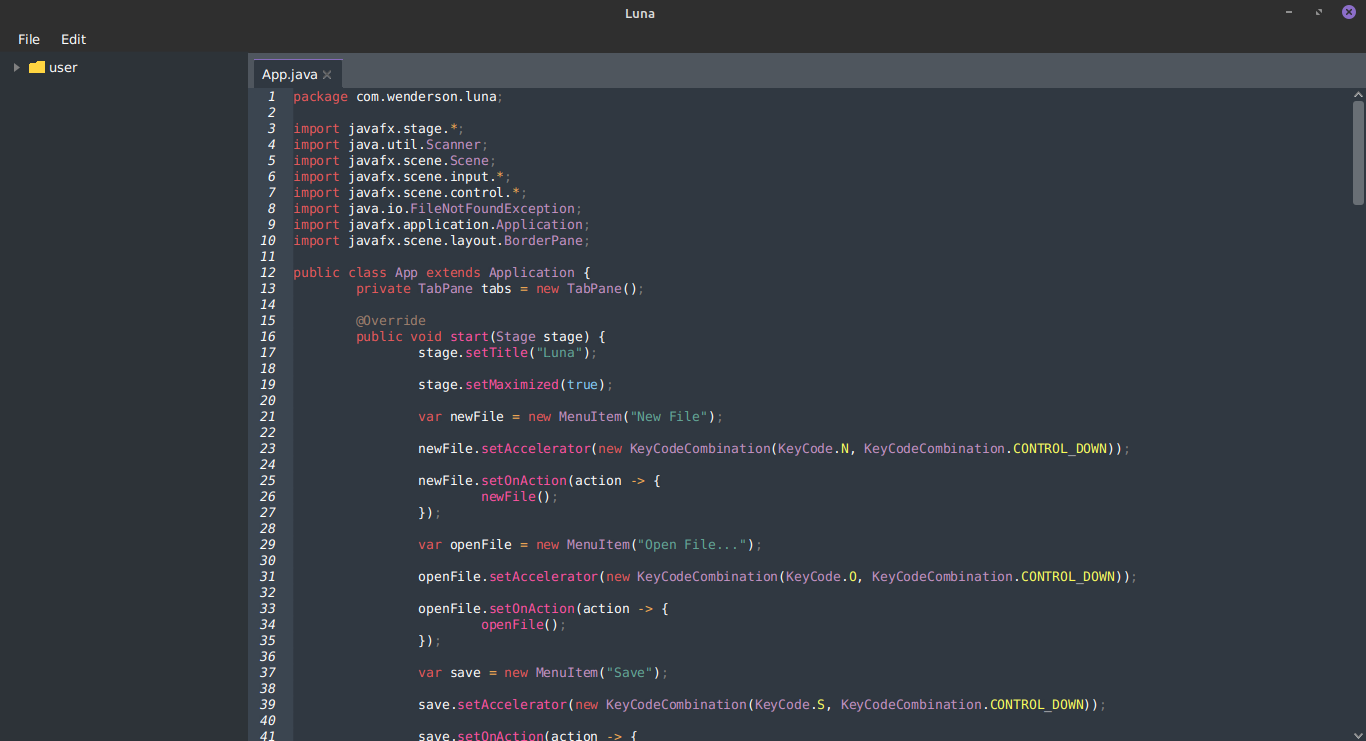 Luna
File Edit
user
App.java
1 package com.wenderson.luna;
2
3 import javafx.stage.*;
4 import java.util.Scanner;
5 import javafx.scene.Scene;
6 import javafx.scene.input.*;
7 import javafx.scene.control.*;
8 import java.io.FileNotFoundException;
9 import javafx.application.Application;
10 import javafx.scene.layout.BorderPane;
11
12 public class App extends Application {
13         private TabPane tabs = new TabPane();
14
15         @Override
16         public void start(Stage stage) {
17                 stage.setTitle("Luna");
18
19                 stage.setMaximized(true);
20
21                 var newFile = new MenuItem("New File");
22
23                 newFile.setAccelerator(new KeyCodeCombination(KeyCode.N, KeyCodeCombination.CONTROL_DOWN));
24
25                 newFile.setOnAction(action -> {
26                         newFile();
27                 });
28
29                 var openFile = new MenuItem("Open File...");
30
31                 openFile.setAccelerator(new KeyCodeCombination(KeyCode.O, KeyCodeCombination.CONTROL_DOWN));
32
33                 openFile.setOnAction(action -> {
34                         openFile();
35                 });
36
37                 var save = new MenuItem("Save");
38
39                 save.setAccelerator(new KeyCodeCombination(KeyCode.S, KeyCodeCombination.CONTROL_DOWN));
40
41                 save.setOnAction(action -> {